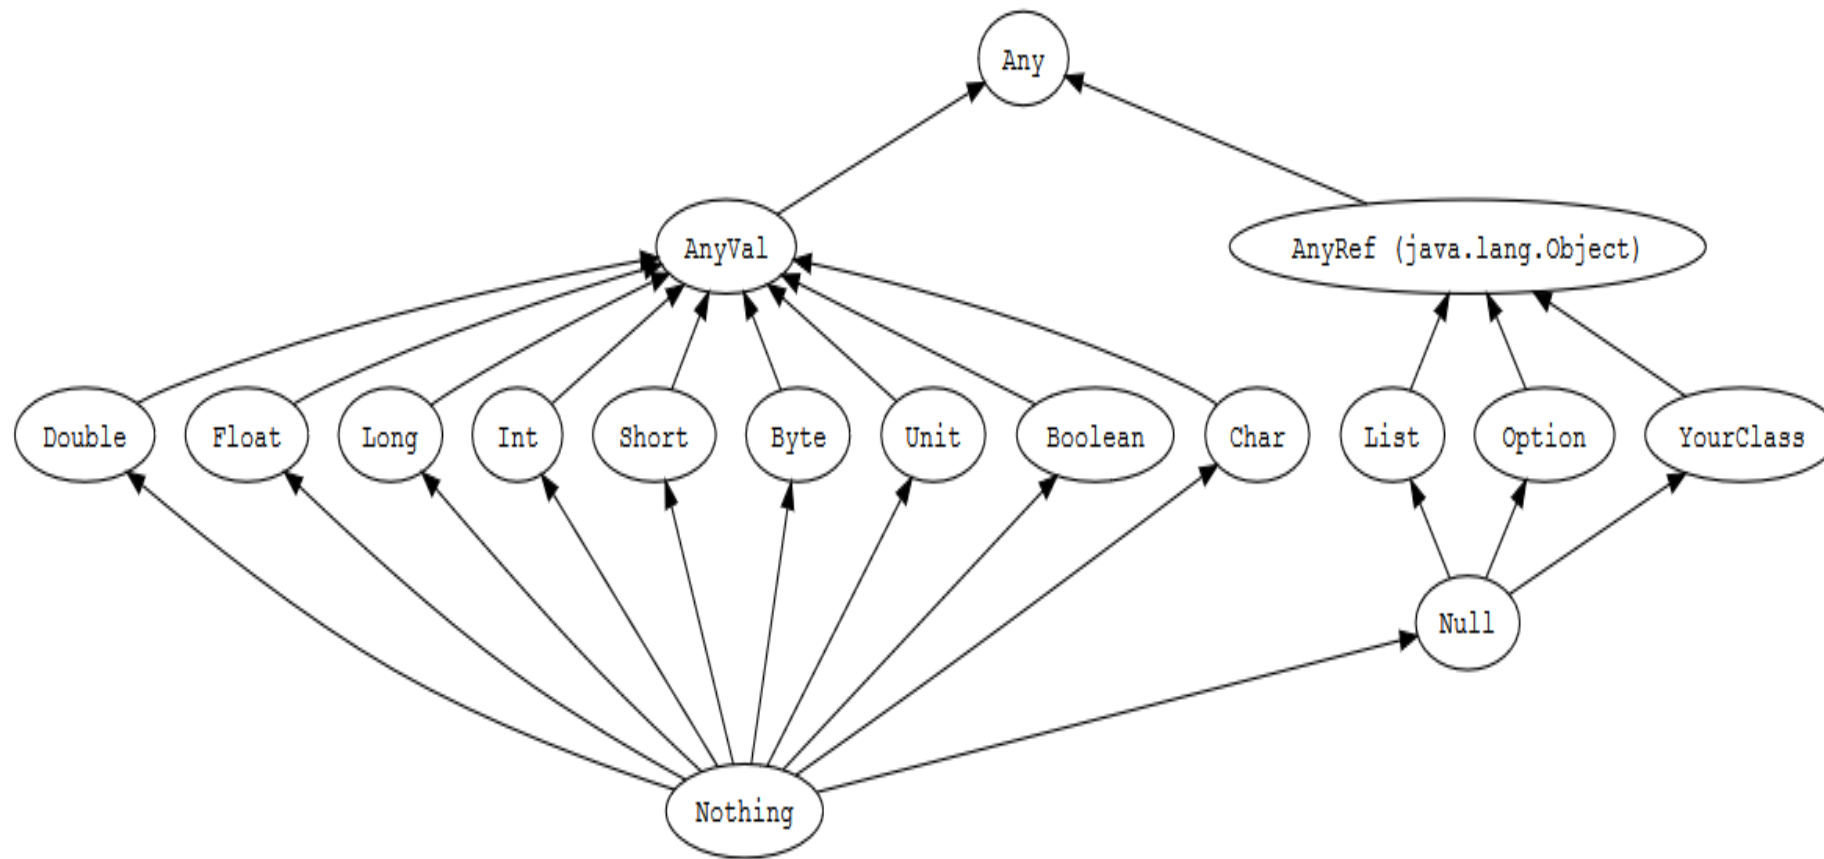 Any
AnyVal
AnyRef (java.lang.Object)
Double
Float
Long
Int
Short
Byte
Unit
Boolean
Char
List
Option
YourClass
Null
Nothing